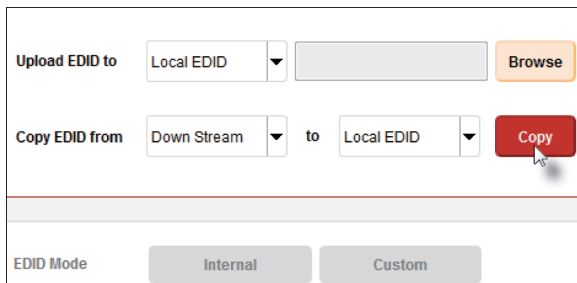 Upload EDID to Local EDID Browse
Copy EDID from Down Stream to Local EDID Copy
EDID Mode Internal Custom